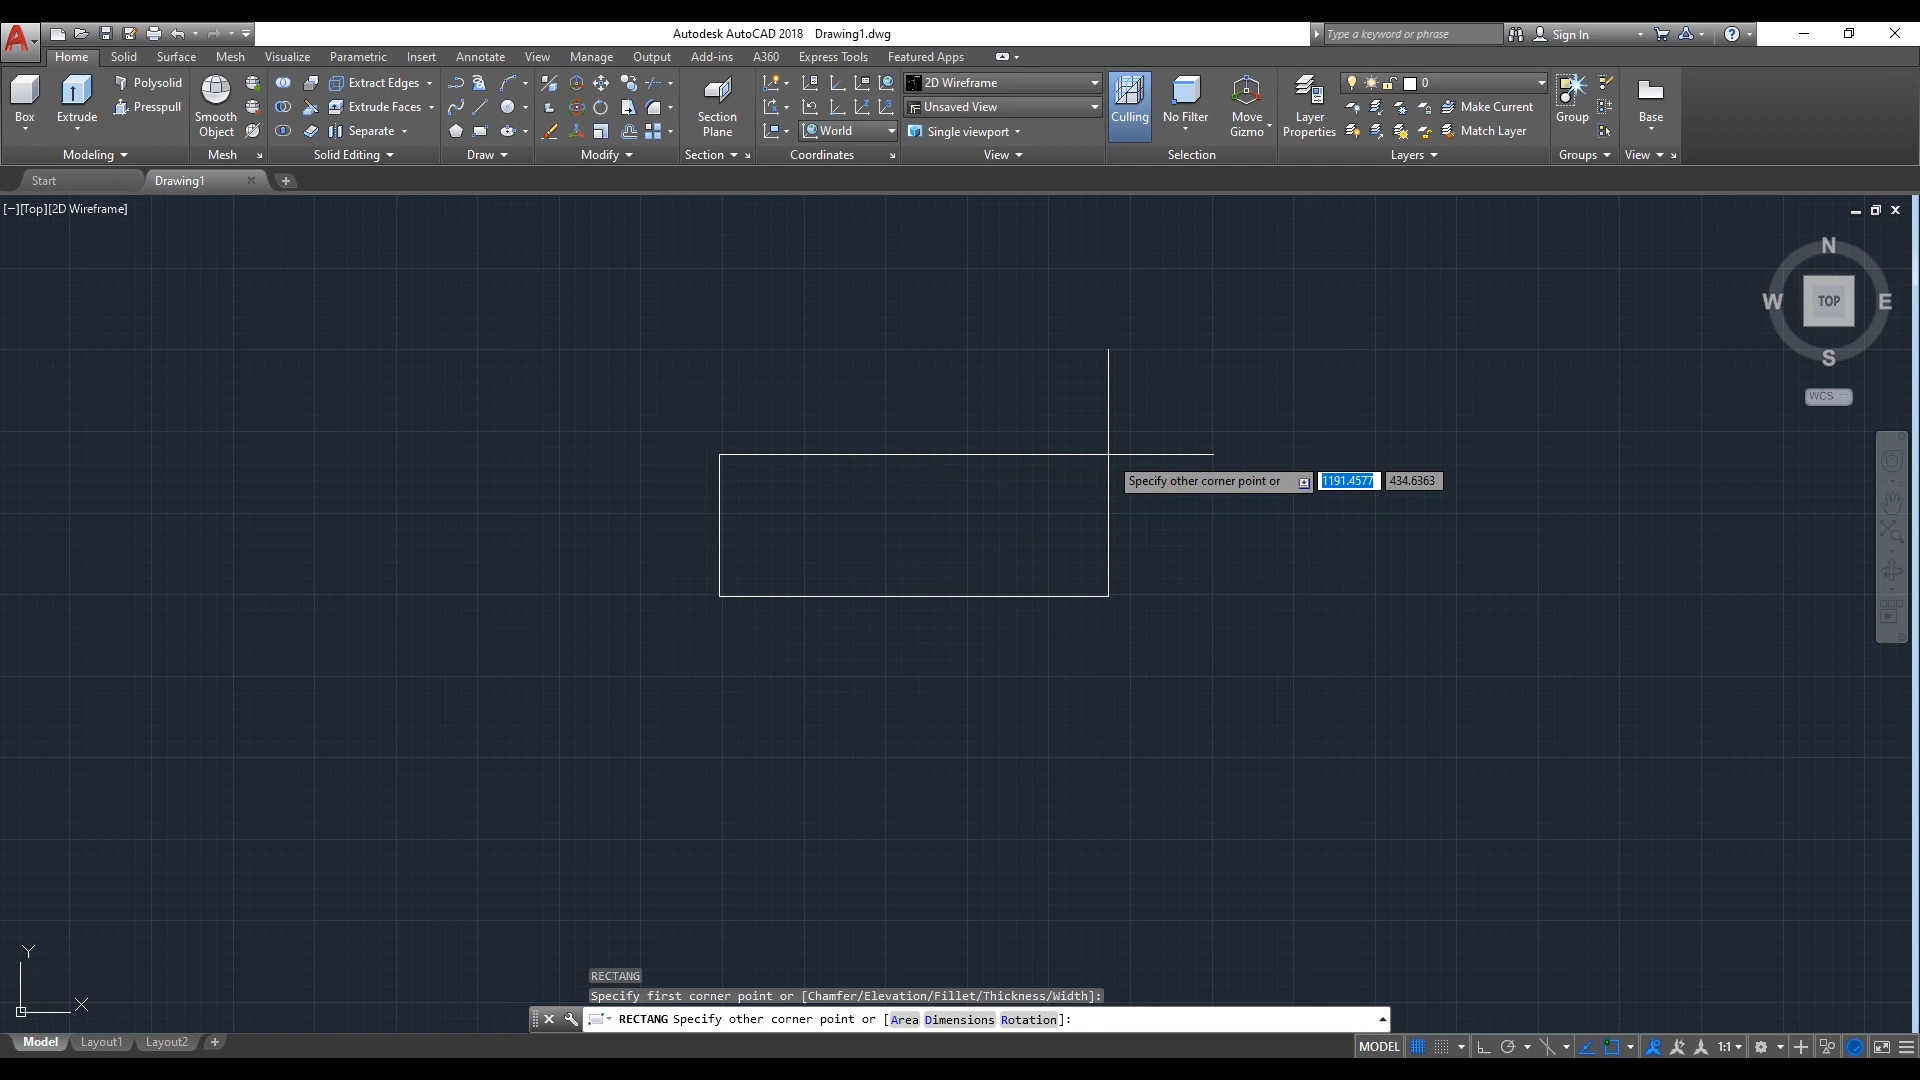 Autodesk AutoCAD 2018 Drawing1.dwg
Type a keyword or phrase
Sign In
Home Solid Surface Mesh Visualize Parametric Insert Annotate View Manage Output Add-ins A360 Express Tools Featured Apps
Box
Extrude
Polysolid
Presspull
Modeling
Smooth
Object
Mesh
Extract Edges
Extrude Faces
Separate
Solid Editing
Draw
Modify
Section
Plane
Section
World
Coordinates
2D Wireframe
Unsaved View
Single viewport
View
Culling
No Filter
Move
Gizmo
Selection
Layer
Properties
0
Make Current
Match Layer
Layers
Group
Groups
Base
View
Start
Drawing1
[−][Top][2D Wireframe]
N
W TOP E
S
WCS
Specify other corner point or 1191.4577 434.6363
Y
X
RECTANG
Specify first corner point or [Chamfer/Elevation/Fillet/Thickness/Width]:
RECTANG Specify other corner point or [Area Dimensions Rotation]:
Model Layout1 Layout2
MODEL 1:1